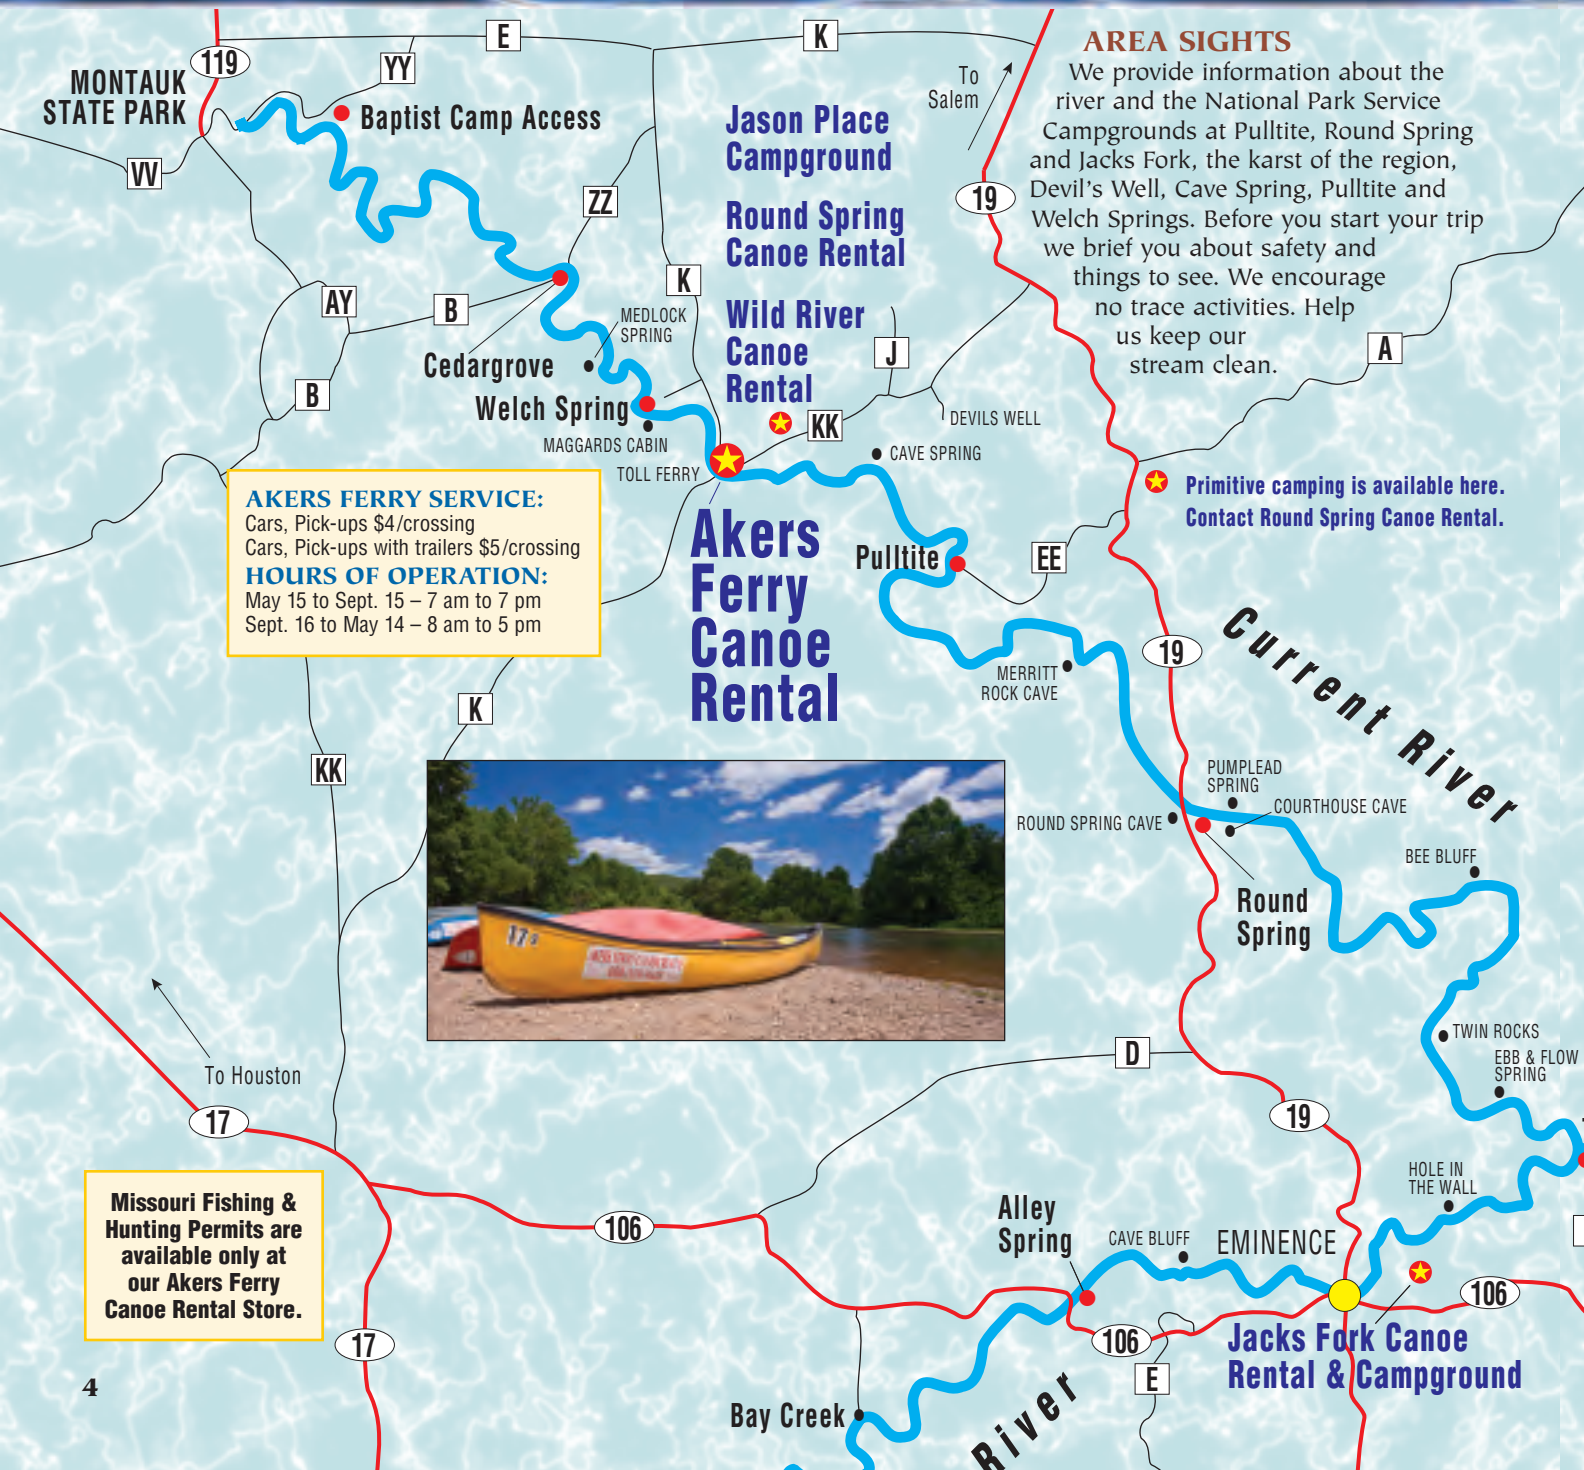 E
K
119
YY
MONTAUK
STATE PARK
Baptist Camp Access
VV
ZZ
To
Salem
19
AREA SIGHTS
We provide information about the
river and the National Park Service
Campgrounds at Pulltite, Round Spring
and Jacks Fork, the karst of the region,
Devil's Well, Cave Spring, Pulltite and
Welch Springs. Before you start your trip
we brief you about safety and
things to see. We encourage
no trace activities. Help
us keep our
stream clean.
Jason Place
Campground
Round Spring
Canoe Rental
Wild River
Canoe
Rental
K
AY
B
MEDLOCK
SPRING
J
A
Cedargrove
B
Welch Spring
KK
DEVILS WELL
MAGGARDS CABIN
CAVE SPRING
TOLL FERRY
Primitive camping is available here.
Contact Round Spring Canoe Rental.
AKERS FERRY SERVICE:
Cars, Pick-ups $4/crossing
Cars, Pick-ups with trailers $5/crossing
HOURS OF OPERATION:
May 15 to Sept. 15 – 7 am to 7 pm
Sept. 16 to May 14 – 8 am to 5 pm
Akers
Ferry
Canoe
Rental
Pulltite
EE
Current River
19
MERRITT
ROCK CAVE
K
KK
PUMPLEAD
SPRING
COURTHOUSE CAVE
ROUND SPRING CAVE
BEE BLUFF
Round
Spring
17
TWIN ROCKS
EBB & FLOW
SPRING
D
To Houston
17
19
HOLE IN
THE WALL
Missouri Fishing &
Hunting Permits are
available only at
our Akers Ferry
Canoe Rental Store.
106
Alley
Spring
CAVE BLUFF
EMINENCE
106
17
106
Jacks Fork Canoe
Rental & Campground
E
4
Bay Creek
River